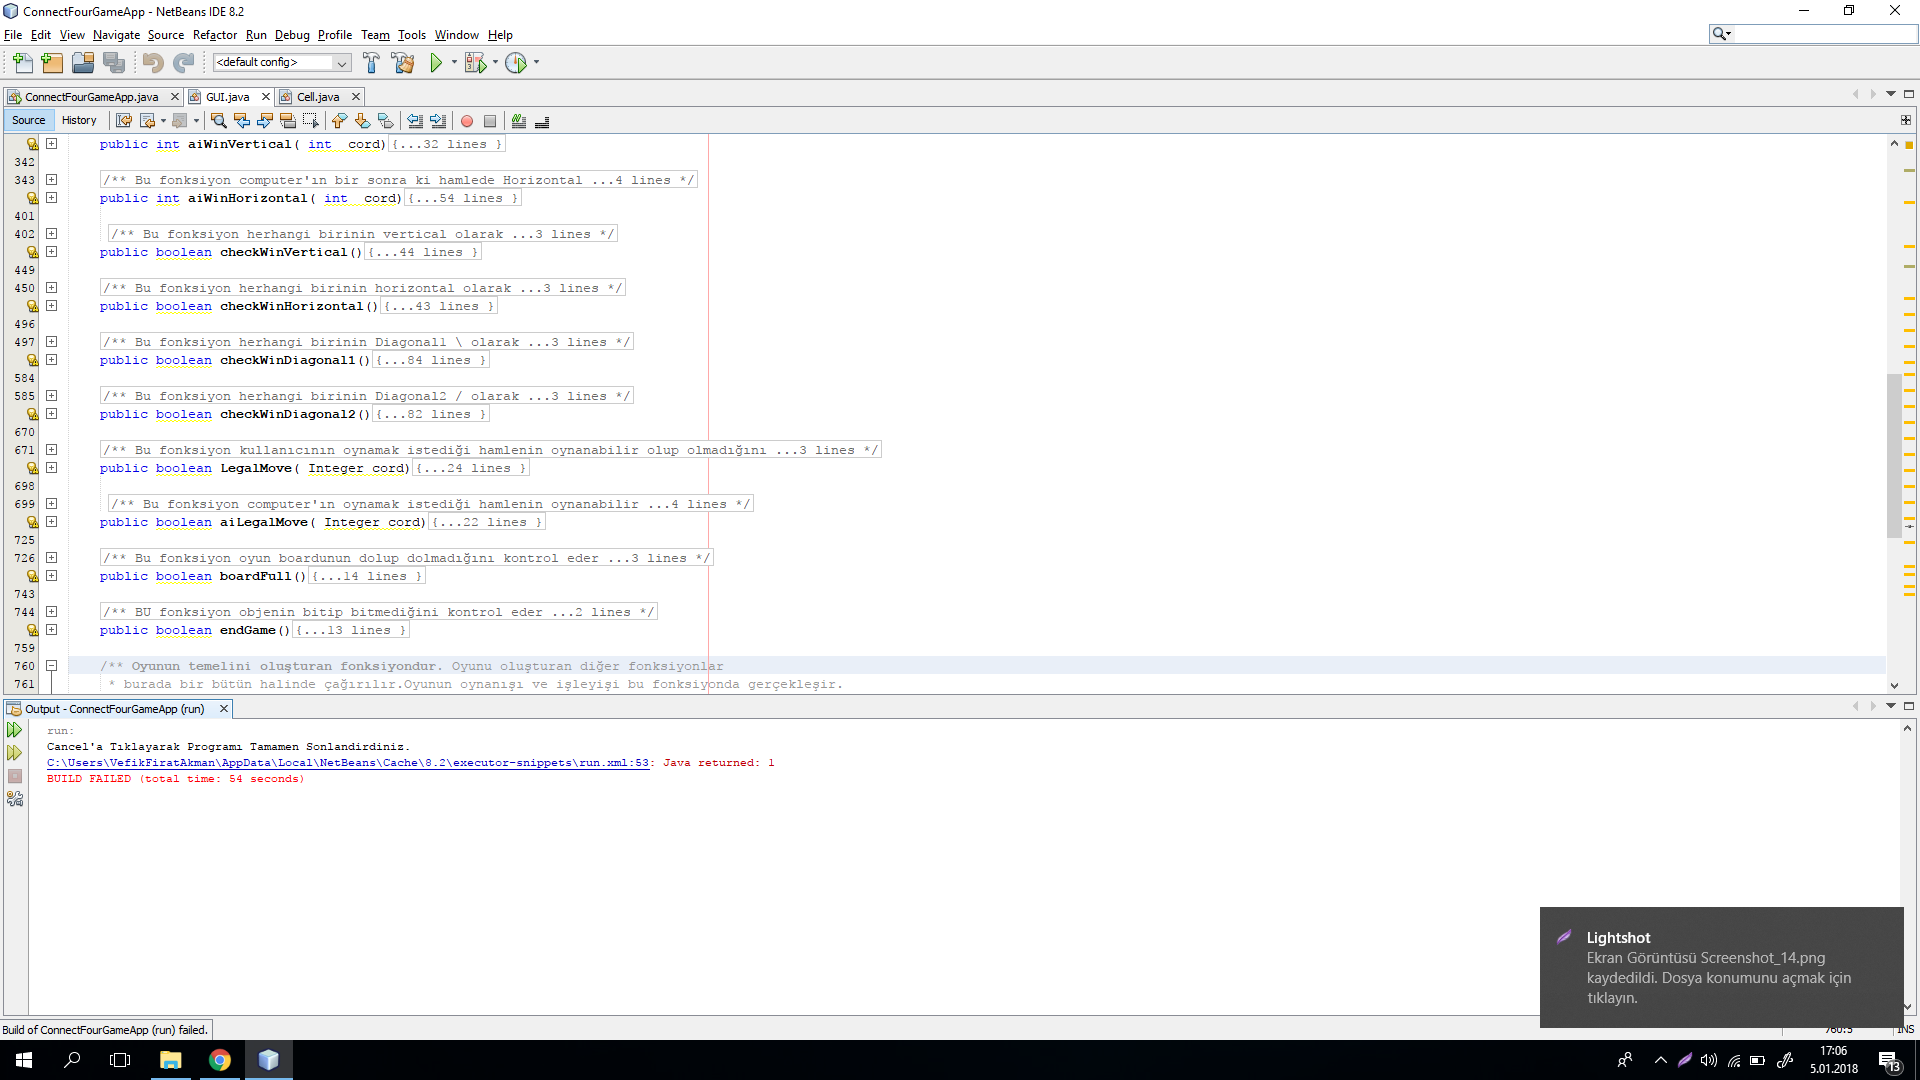 ConnectFourGameApp - NetBeans IDE 8.2
File Edit View Navigate Source Refactor Run Debug Profile Team Tools Window Help
<default config>
ConnectFourGameApp.java GUI.java Cell.java
Source History
public int aiWinVertical( int  cord){...32 lines }
342
343 /** Bu fonksiyon computer'ın bir sonra ki hamlede Horizontal ...4 lines */
public int aiWinHorizontal( int  cord){...54 lines }
401
402 /** Bu fonksiyon herhangi birinin vertical olarak ...3 lines */
public boolean checkWinVertical(){...44 lines }
449
450 /** Bu fonksiyon herhangi birinin horizontal olarak ...3 lines */
public boolean checkWinHorizontal(){...43 lines }
496
497 /** Bu fonksiyon herhangi birinin Diagonal1 \ olarak ...3 lines */
public boolean checkWinDiagonal1(){...84 lines }
584
585 /** Bu fonksiyon herhangi birinin Diagonal2 / olarak ...3 lines */
public boolean checkWinDiagonal2(){...82 lines }
670
671 /** Bu fonksiyon kullanıcının oynamak istediği hamlenin oynanabilir olup olmadığını ...3 lines */
public boolean LegalMove( Integer cord){...24 lines }
698
699 /** Bu fonksiyon computer'ın oynamak istediği hamlenin oynanabilir ...4 lines */
public boolean aiLegalMove( Integer cord){...22 lines }
725
726 /** Bu fonksiyon oyun boardunun dolup dolmadığını kontrol eder ...3 lines */
public boolean boardFull(){...14 lines }
743
744 /** BU fonksiyon objenin bitip bitmediğini kontrol eder ...2 lines */
public boolean endGame(){...13 lines }
759
760 /** Oyunun temelini oluşturan fonksiyondur. Oyunu oluşturan diğer fonksiyonlar
761 * burada bir bütün halinde çağırılır.Oyunun oynanışı ve işleyişi bu fonksiyonda gerçekleşir.
Output - ConnectFourGameApp (run)
run:
Cancel'a Tıklayarak Programı Tamamen Sonlandirdiniz.
C:\Users\VefikFiratAkman\AppData\Local\NetBeans\Cache\8.2\executor-snippets\run.xml:53: Java returned: 1
BUILD FAILED (total time: 54 seconds)
Lightshot
Ekran Görüntüsü Screenshot_14.png
kaydedildi. Dosya konumunu açmak için
tıklayın.
Build of ConnectFourGameApp (run) failed.
760:5 INS
17:06
5.01.2018
13